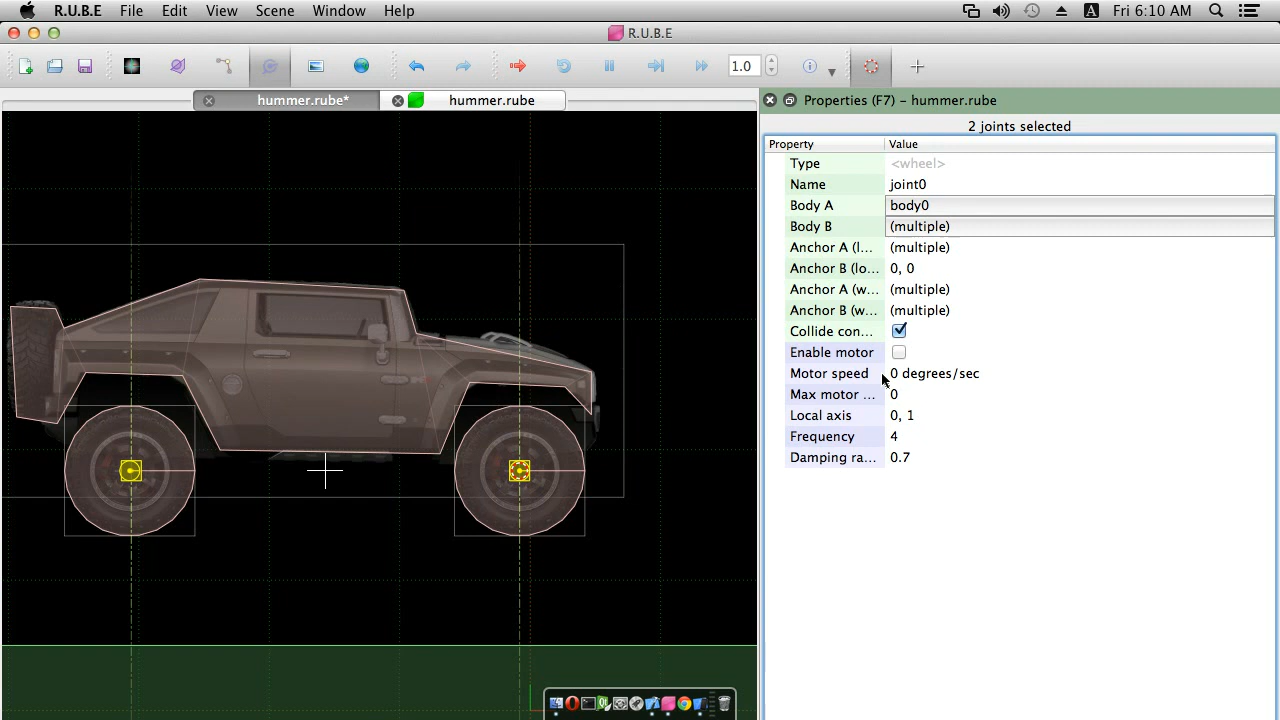 R.U.B.E File Edit View Scene Window Help A Fri 6:10 AM
R.U.B.E
1.0
hummer.rube* hummer.rube
Properties (F7) – hummer.rube
2 joints selected
Property Value
Type <wheel>
Name joint0
Body A body0
Body B (multiple)
Anchor A (l... (multiple)
Anchor B (lo... 0, 0
Anchor A (w... (multiple)
Anchor B (w... (multiple)
Collide con...
Enable motor
Motor speed 0 degrees/sec
Max motor ... 0
Local axis 0, 1
Frequency 4
Damping ra... 0.7